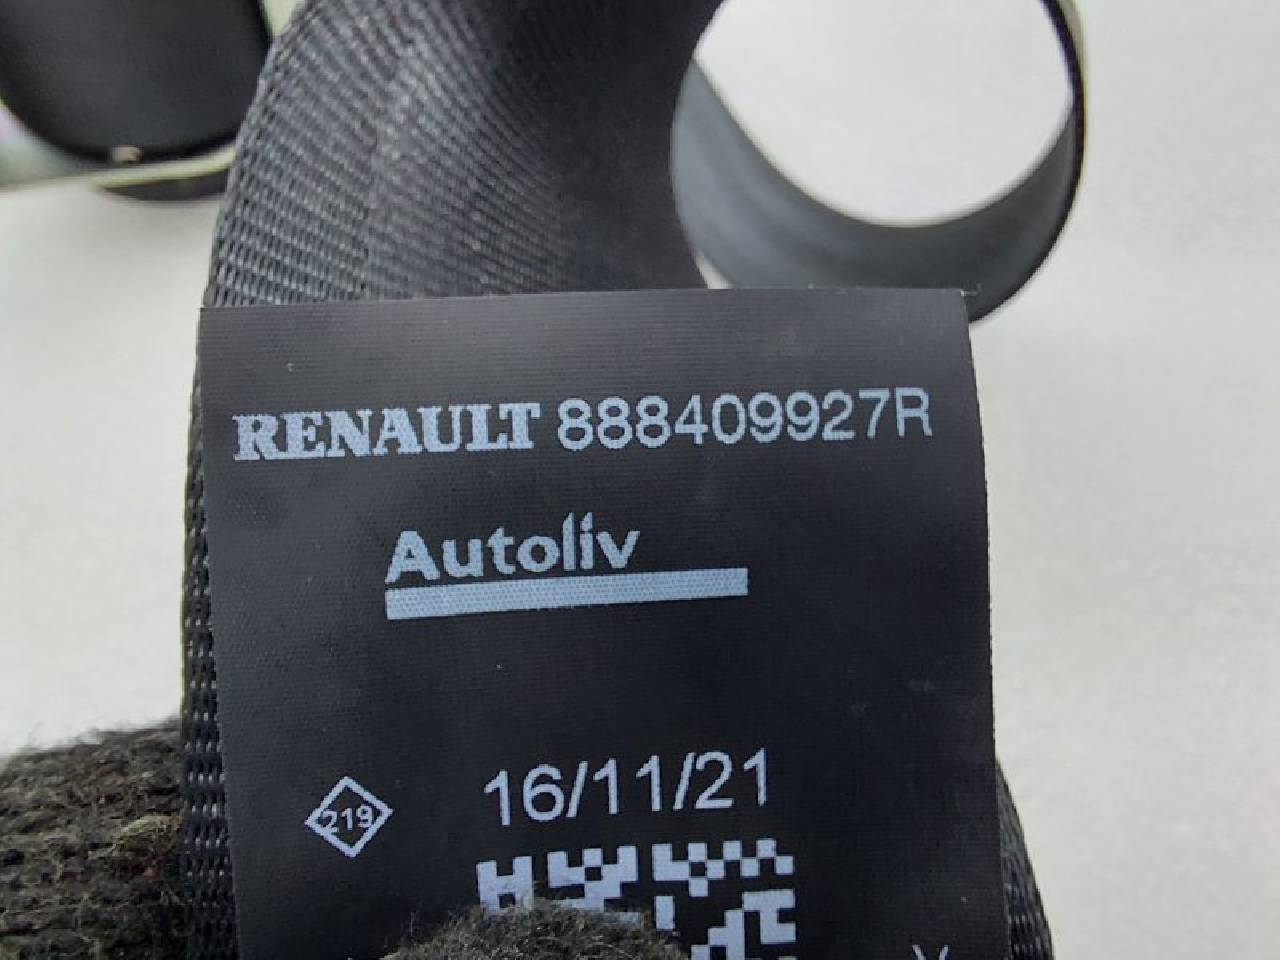 RENAULT 888409927R
Autoliv
16/11/21
219